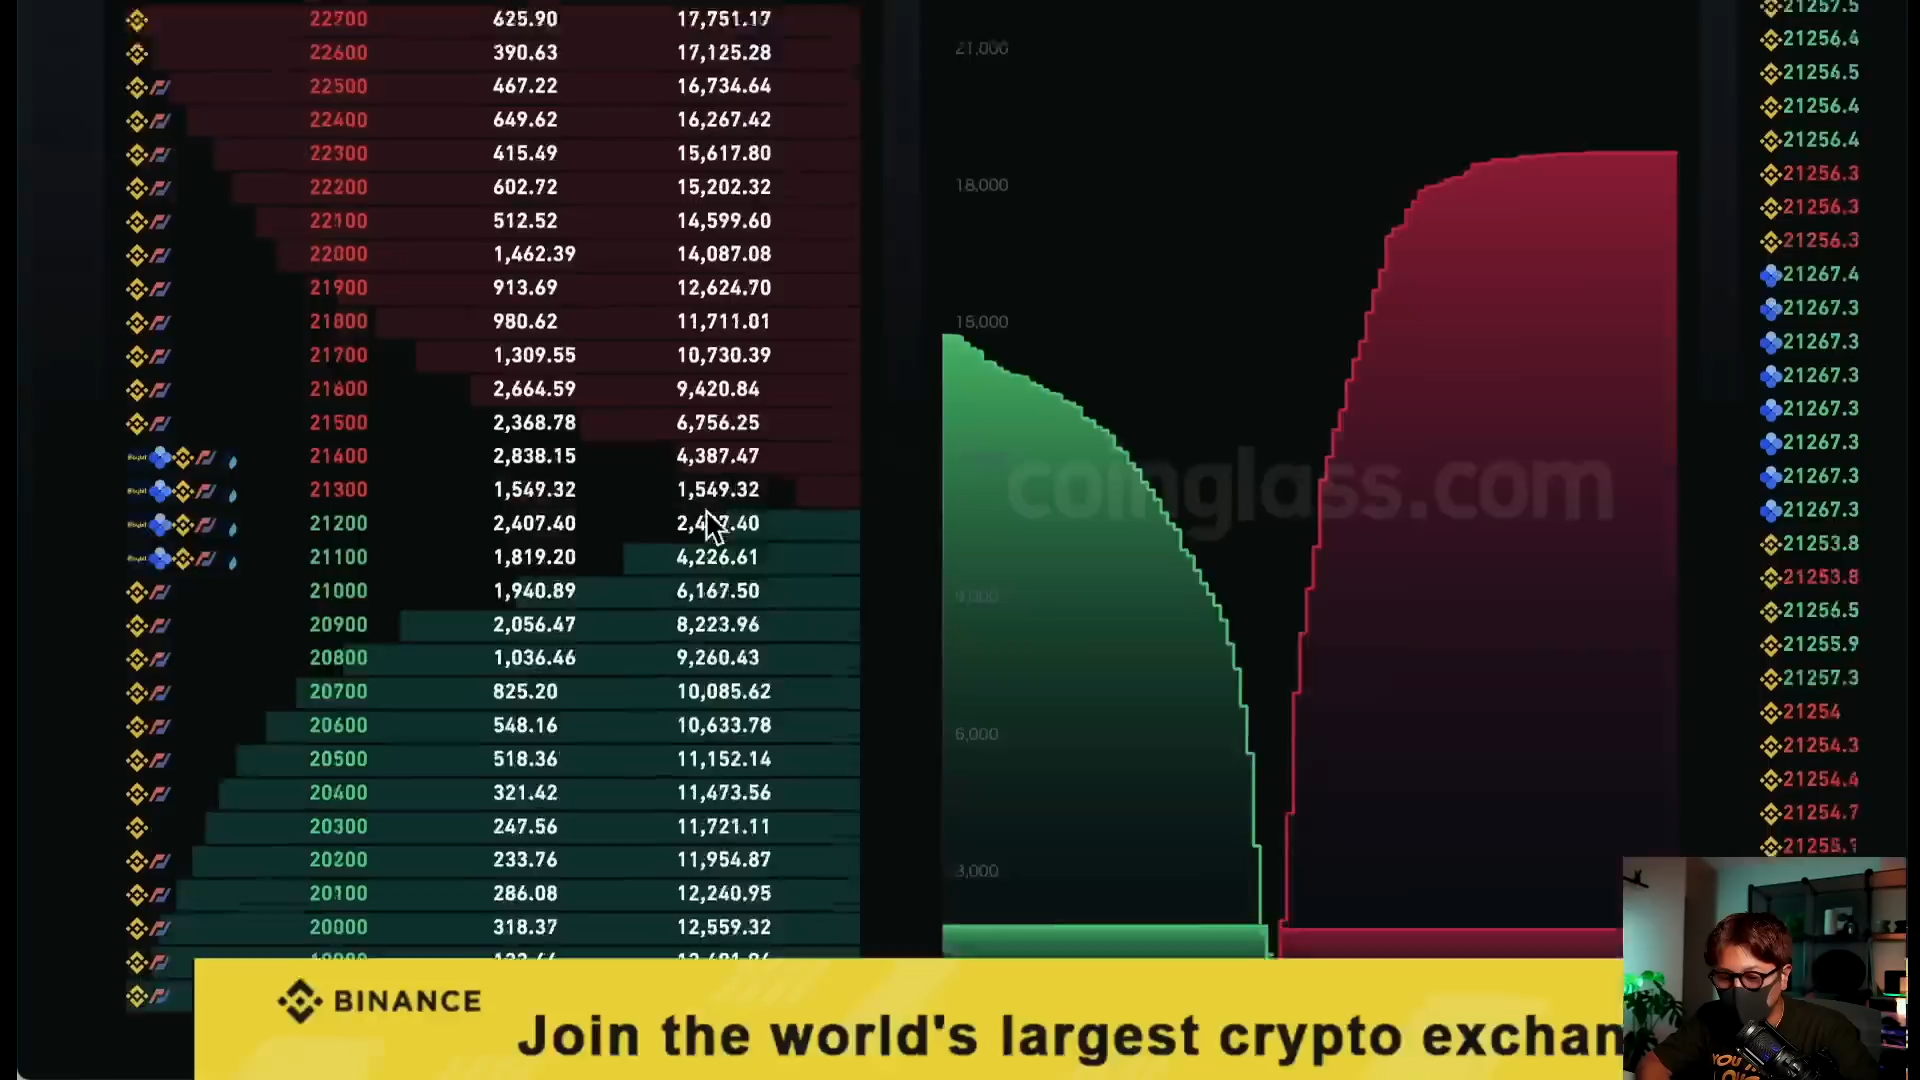 22700 625.90 17,751.17
22600 390.63 17,125.28
22500 467.22 16,734.64
22400 649.62 16,267.42
22300 415.49 15,617.80
22200 602.72 15,202.32
22100 512.52 14,599.60
22000 1,462.39 14,087.08
21900 913.69 12,624.70
21800 980.62 11,711.01
21700 1,309.55 10,730.39
21600 2,664.59 9,420.84
21500 2,368.78 6,756.25
21400 2,838.15 4,387.47
21300 1,549.32 1,549.32
21200 2,407.40
21100 1,819.20 4,226.61
21000 1,940.89 6,167.50
20900 2,056.47 8,223.96
20800 1,036.46 9,260.43
20700 825.20 10,085.62
20600 548.16 10,633.78
20500 518.36 11,152.14
20400 321.42 11,473.56
20300 247.56 11,721.11
20200 233.76 11,954.87
20100 286.08 12,240.95
20000 318.37 12,559.32
21,000
18,000
15,000
9,000
6,000
3,000
coinglass.com
21257.5
21256.4
21254.5
21256.4
21256.4
21256.3
21256.3
21256.3
21267.4
21267.3
21267.3
21267.3
21267.3
21267.3
21267.3
21267.3
21253.8
21253.8
21256.5
21255.9
21257.3
21254
21254.3
21254.4
21254.7
BINANCE
Join the world's largest crypto exchan